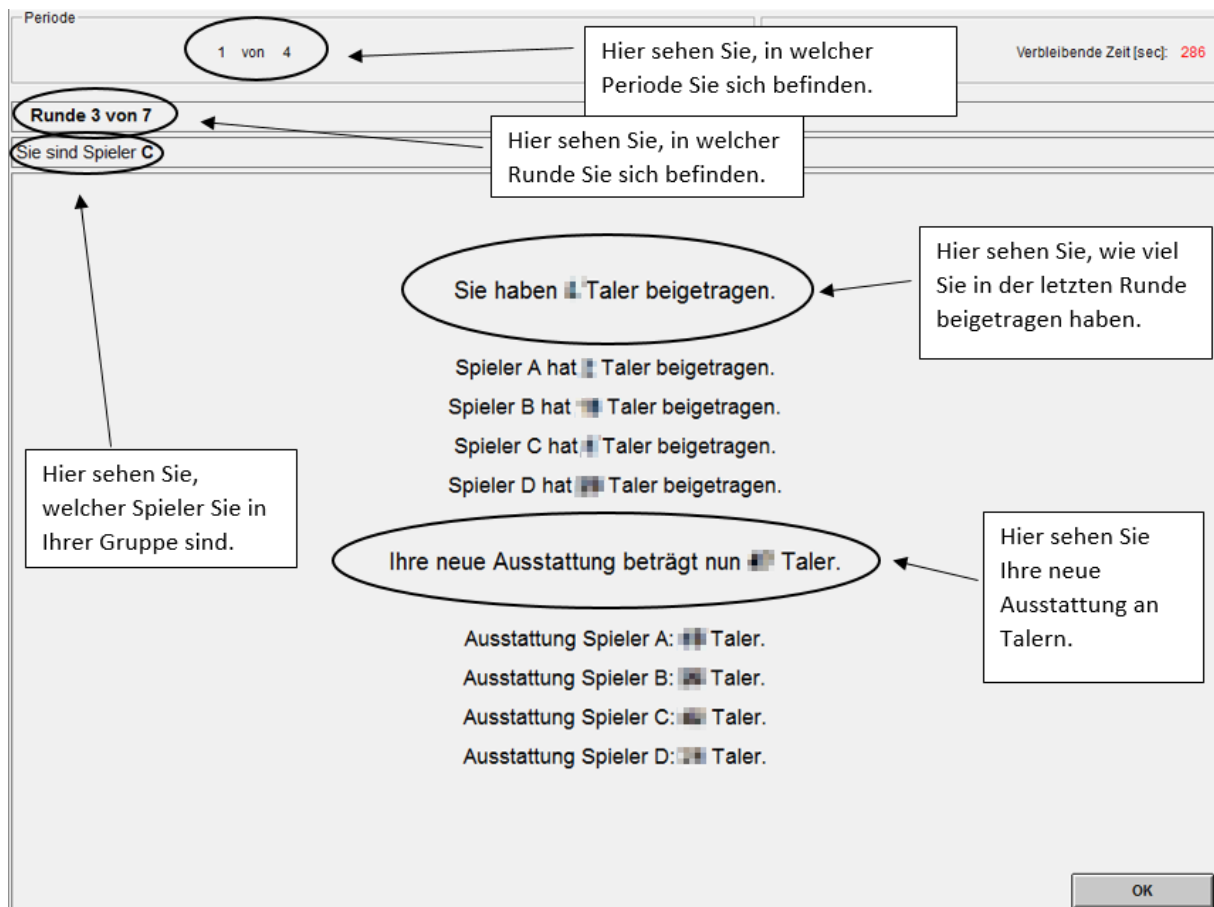 Periode
1 von 4
Verbleibende Zeit [sec]: 286
Hier sehen Sie, in welcher
Periode Sie sich befinden.
Runde 3 von 7
Hier sehen Sie, in welcher
Runde Sie sich befinden.
Sie sind Spieler C
Sie haben Taler beigetragen.
Hier sehen Sie, wie viel
Sie in der letzten Runde
beigetragen haben.
Spieler A hat Taler beigetragen.
Spieler B hat Taler beigetragen.
Spieler C hat Taler beigetragen.
Spieler D hat Taler beigetragen.
Hier sehen Sie,
welcher Spieler Sie in
Ihrer Gruppe sind.
Ihre neue Ausstattung beträgt nun Taler.
Hier sehen Sie
Ihre neue
Ausstattung an
Talern.
Ausstattung Spieler A: Taler.
Ausstattung Spieler B: Taler.
Ausstattung Spieler C: Taler.
Ausstattung Spieler D: Taler.
OK